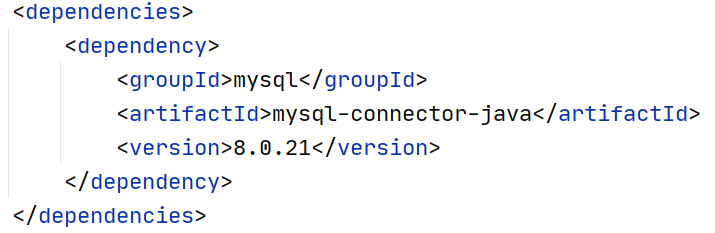 <dependencies>
    <dependency>
        <groupId>mysql</groupId>
        <artifactId>mysql-connector-java</artifactId>
        <version>8.0.21</version>
    </dependency>
</dependencies>